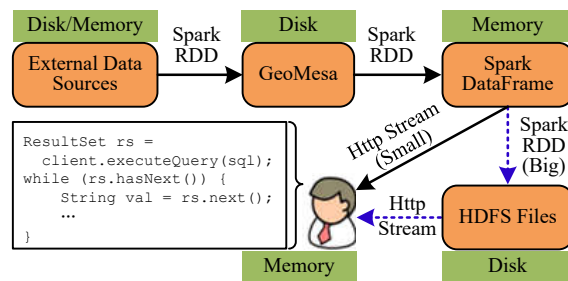 Disk/Memory
External Data
Sources
Spark
RDD
Disk
GeoMesa
Spark
RDD
Memory
Spark
DataFrame
Http Stream
(Small)
Spark
RDD
(Big)
ResultSet rs =
client.executeQuery(sql);
while (rs.hasNext()) {
String val = rs.next();
…
}
Http
Stream
HDFS Files
Memory
Disk